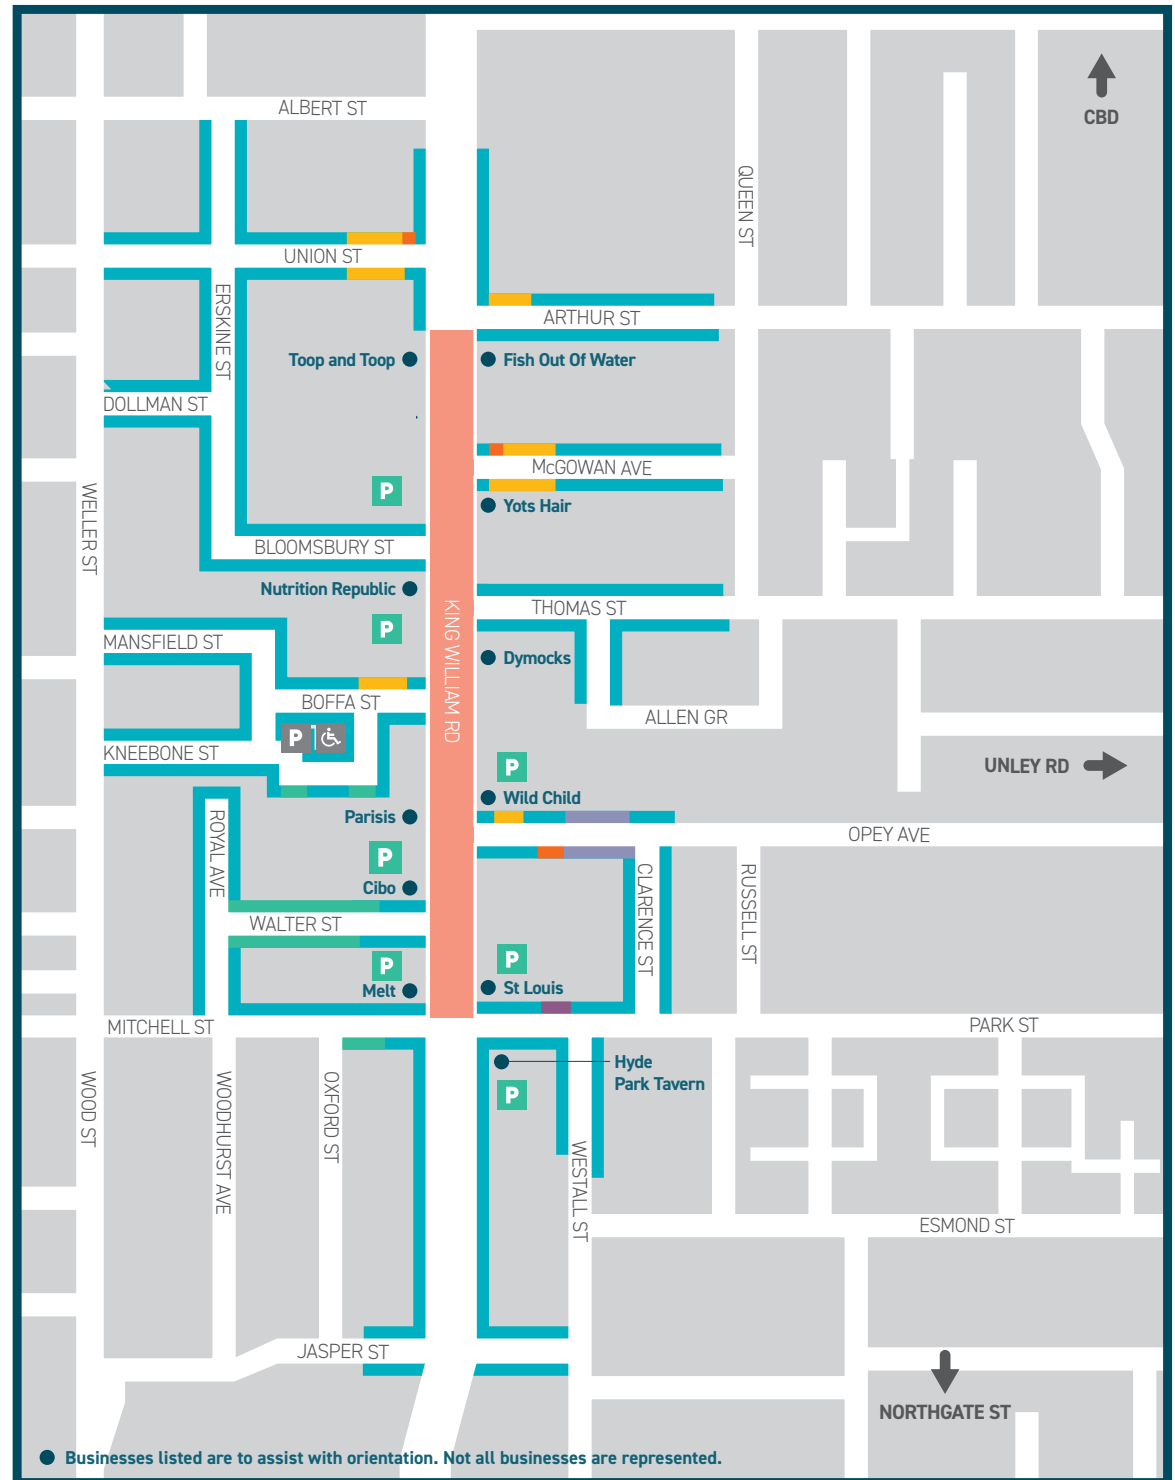 ALBERT ST
CBD
QUEEN ST
UNION ST
ERSKINE ST
ARTHUR ST
Toop and Toop
Fish Out Of Water
DOLLMAN ST
McGOWAN AVE
WELLER ST
P
Yots Hair
BLOOMSBURY ST
Nutrition Republic
KING WILLIAM RD
THOMAS ST
P
MANSFIELD ST
Dymocks
BOFFA ST
ALLEN GR
P
KNEEBONE ST
P
UNLEY RD
Wild Child
Parisis
ROYAL AVE
OPEY AVE
P
CLARENCE ST
RUSSELL ST
Cibo
WALTER ST
P
P
Melt
St Louis
MITCHELL ST
PARK ST
WOOD ST
WOODHURST AVE
OXFORD ST
Hyde
Park Tavern
P
WESTALL ST
ESMOND ST
JASPER ST
NORTHGATE ST
Businesses listed are to assist with orientation. Not all businesses are represented.